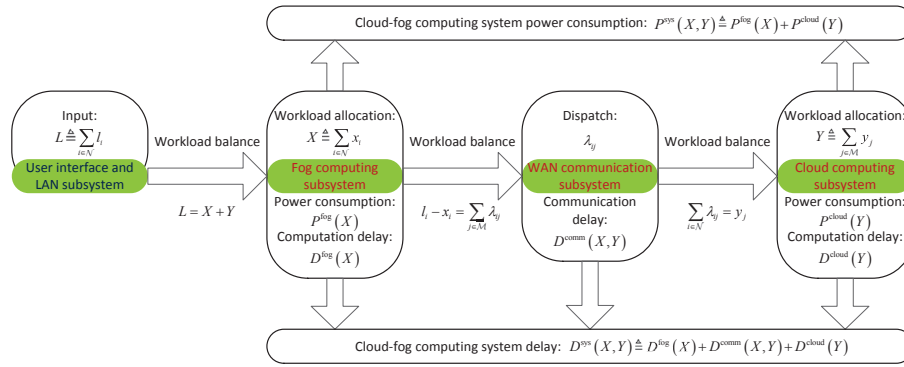 Cloud-fog computing system power consumption: P^sys(X,Y) ≜ P^fog(X) + P^cloud(Y)
Input:
L ≜ ∑_{i∈N} l_i
User interface and
LAN subsystem
Workload balance
L = X + Y
Workload allocation:
X ≜ ∑_{i∈N} x_i
Fog computing
subsystem
Power consumption:
P^fog(X)
Computation delay:
D^fog(X)
Workload balance
l_i − x_i = ∑_{j∈M} λ_ij
Dispatch:
λ_ij
WAN communication
subsystem
Communication
delay:
D^comm(X,Y)
Workload balance
∑_{i∈N} λ_ij = y_j
Workload allocation:
Y ≜ ∑_{j∈M} y_j
Cloud computing
subsystem
Power consumption:
P^cloud(Y)
Computation delay:
D^cloud(Y)
Cloud-fog computing system delay: D^sys(X,Y) ≜ D^fog(X) + D^comm(X,Y) + D^cloud(Y)